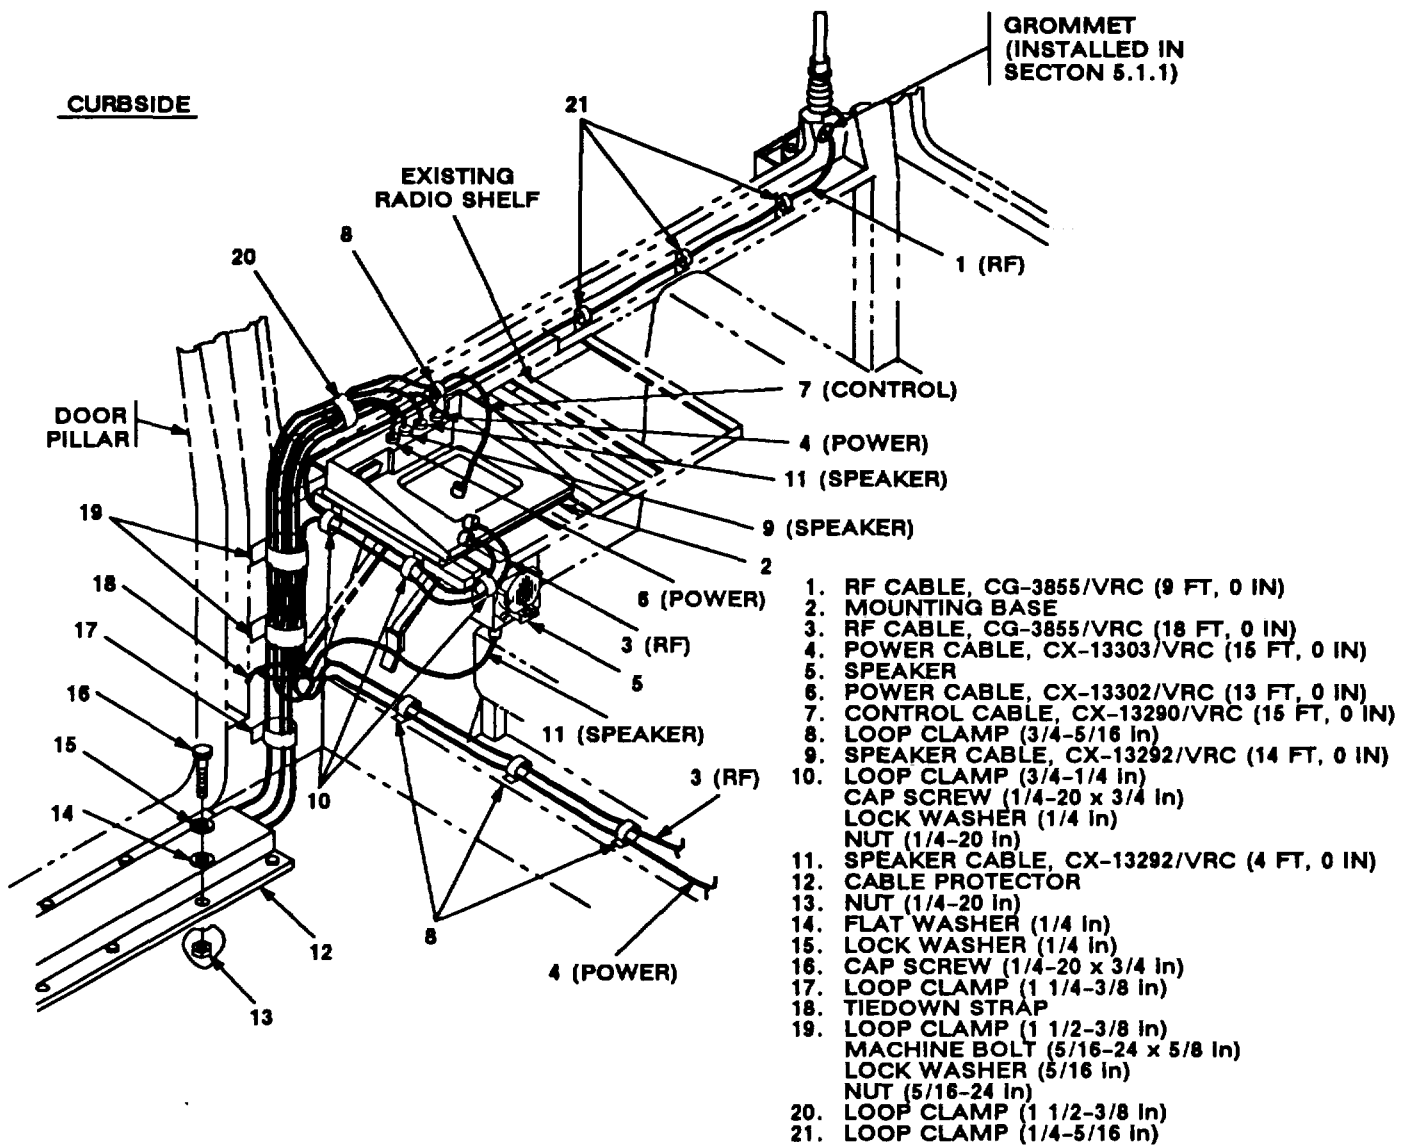 GROMMET
(INSTALLED IN
SECTON 5.1.1)
CURBSIDE
21
EXISTING
RADIO SHELF
8
20
1 (RF)
7 (CONTROL)
DOOR
PILLAR
4 (POWER)
11 (SPEAKER)
19
9 (SPEAKER)
2
18
6 (POWER)
17
3 (RF)
16
5
11 (SPEAKER)
15
3 (RF)
10
14
8
12
4 (POWER)
13
1. RF CABLE, CG-3855/VRC (9 FT, 0 IN)
2. MOUNTING BASE
3. RF CABLE, CG-3855/VRC (18 FT, 0 IN)
4. POWER CABLE, CX-13303/VRC (15 FT, 0 IN)
5. SPEAKER
6. POWER CABLE, CX-13302/VRC (13 FT, 0 IN)
7. CONTROL CABLE, CX-13290/VRC (15 FT, 0 IN)
8. LOOP CLAMP (3/4-5/16 in)
9. SPEAKER CABLE, CX-13292/VRC (14 FT, 0 IN)
10. LOOP CLAMP (3/4-1/4 in)
CAP SCREW (1/4-20 x 3/4 in)
LOCK WASHER (1/4 in)
NUT (1/4-20 in)
11. SPEAKER CABLE, CX-13292/VRC (4 FT, 0 IN)
12. CABLE PROTECTOR
13. NUT (1/4-20 in)
14. FLAT WASHER (1/4 in)
15. LOCK WASHER (1/4 in)
16. CAP SCREW (1/4-20 x 3/4 in)
17. LOOP CLAMP (1 1/4-3/8 in)
18. TIEDOWN STRAP
19. LOOP CLAMP (1 1/2-3/8 in)
MACHINE BOLT (5/16-24 x 5/8 in)
LOCK WASHER (5/16 in)
NUT (5/16-24 in)
20. LOOP CLAMP (1 1/2-3/8 in)
21. LOOP CLAMP (1/4-5/16 in)